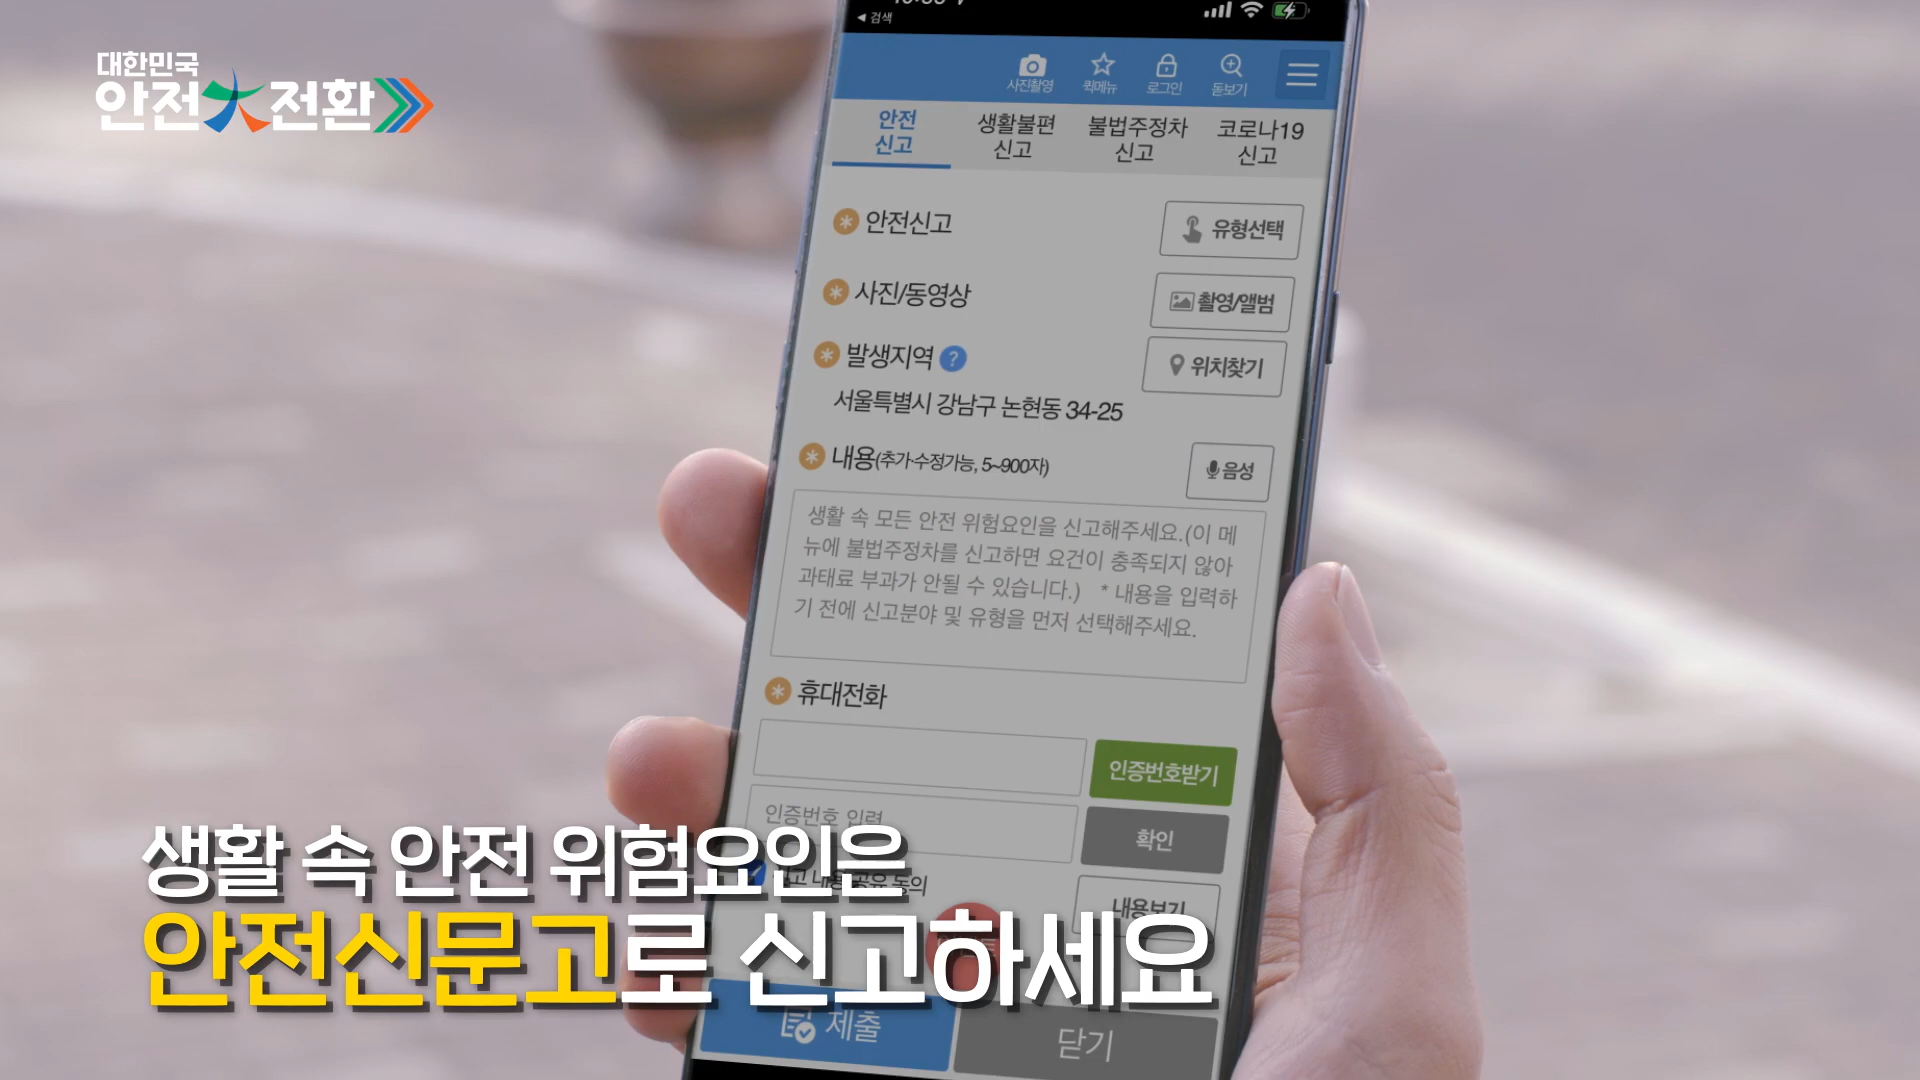 대한민국
안전大전환
검색
사진촬영
퀵메뉴
로그인
돋보기
안전
신고
생활불편
신고
불법주정차
신고
코로나19
신고
안전신고
유형선택
사진/동영상
촬영/앨범
발생지역 ?
위치찾기
서울특별시 강남구 논현동 34-25
내용(추가·수정가능, 5~900자)
음성
생활 속 모든 안전 위험요인을 신고해주세요.(이 메
뉴에 불법주정차를 신고하면 요건이 충족되지 않아
과태료 부과가 안될 수 있습니다.) * 내용을 입력하
기 전에 신고분야 및 유형을 먼저 선택해주세요.
휴대전화
인증번호받기
인증번호 입력
확인
내용보기
생활 속 안전 위험요인은
안전신문고로 신고하세요
제출
닫기